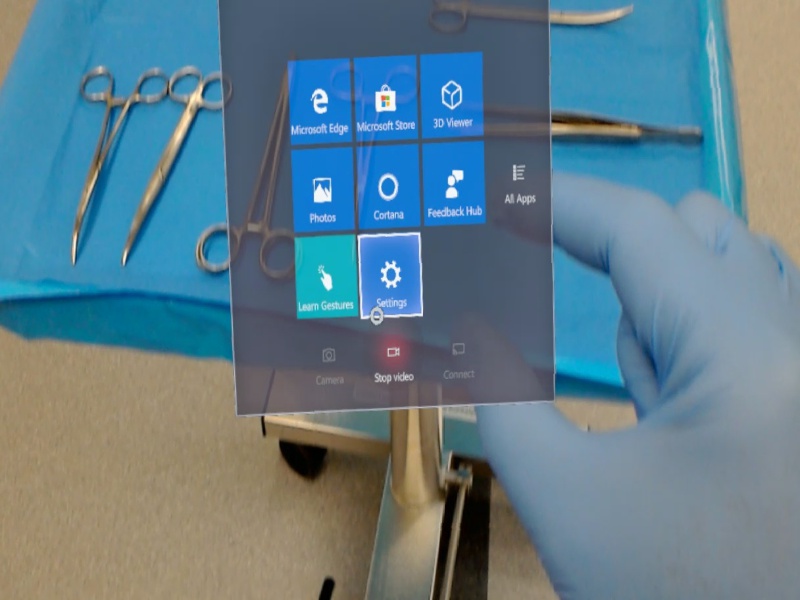 Microsoft Edge
Microsoft Store
3D Viewer
Photos
Cortana
Feedback Hub
All Apps
Learn Gestures
Settings
Camera
Stop video
Connect